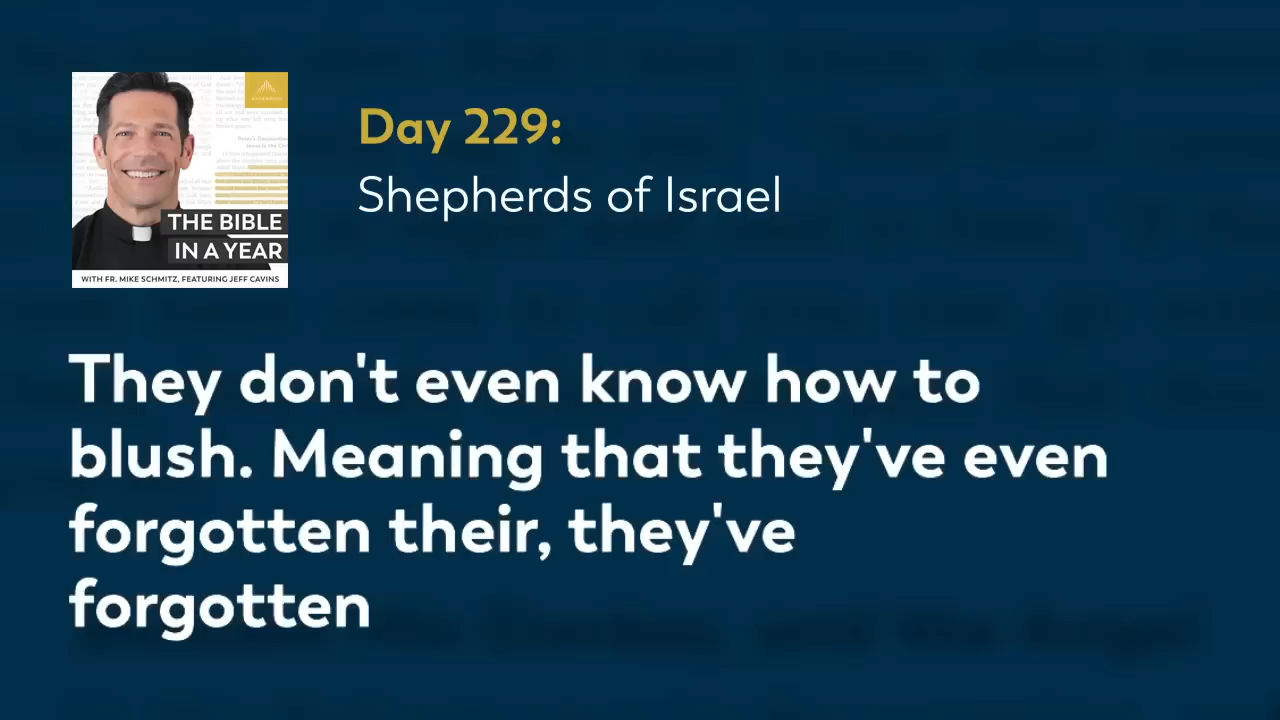 Day 229:
Shepherds of Israel
ASCENSION
THE BIBLE
IN A YEAR
WITH FR. MIKE SCHMITZ, FEATURING JEFF CAVINS
They don't even know how to
blush. Meaning that they've even
forgotten their, they've
forgotten